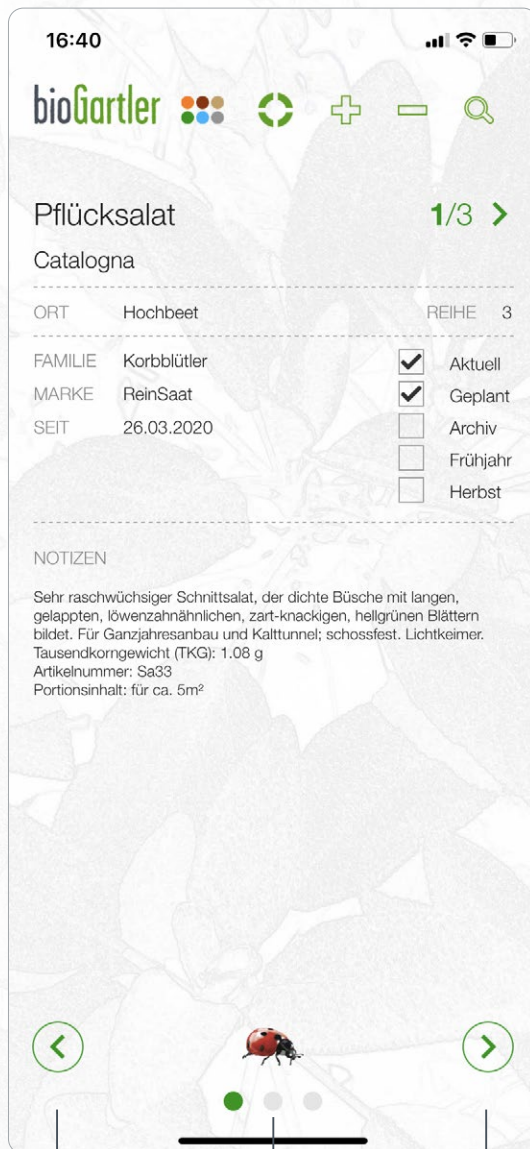 16:40
bioGartler
Pflücksalat 1/3
Catalogna
ORT Hochbeet REIHE 3
FAMILIE Korbblütler Aktuell
MARKE ReinSaat Geplant
SEIT 26.03.2020 Archiv
Frühjahr
Herbst
NOTIZEN
Sehr raschwüchsiger Schnittsalat, der dichte Büsche mit langen,
gelappten, löwenzahnähnlichen, zart-knackigen, hellgrünen Blättern
bildet. Für Ganzjahresanbau und Kalttunnel; schossfest. Lichtkeimer.
Tausendkorngewicht (TKG): 1.08 g
Artikelnummer: Sa33
Portionsinhalt: für ca. 5m²